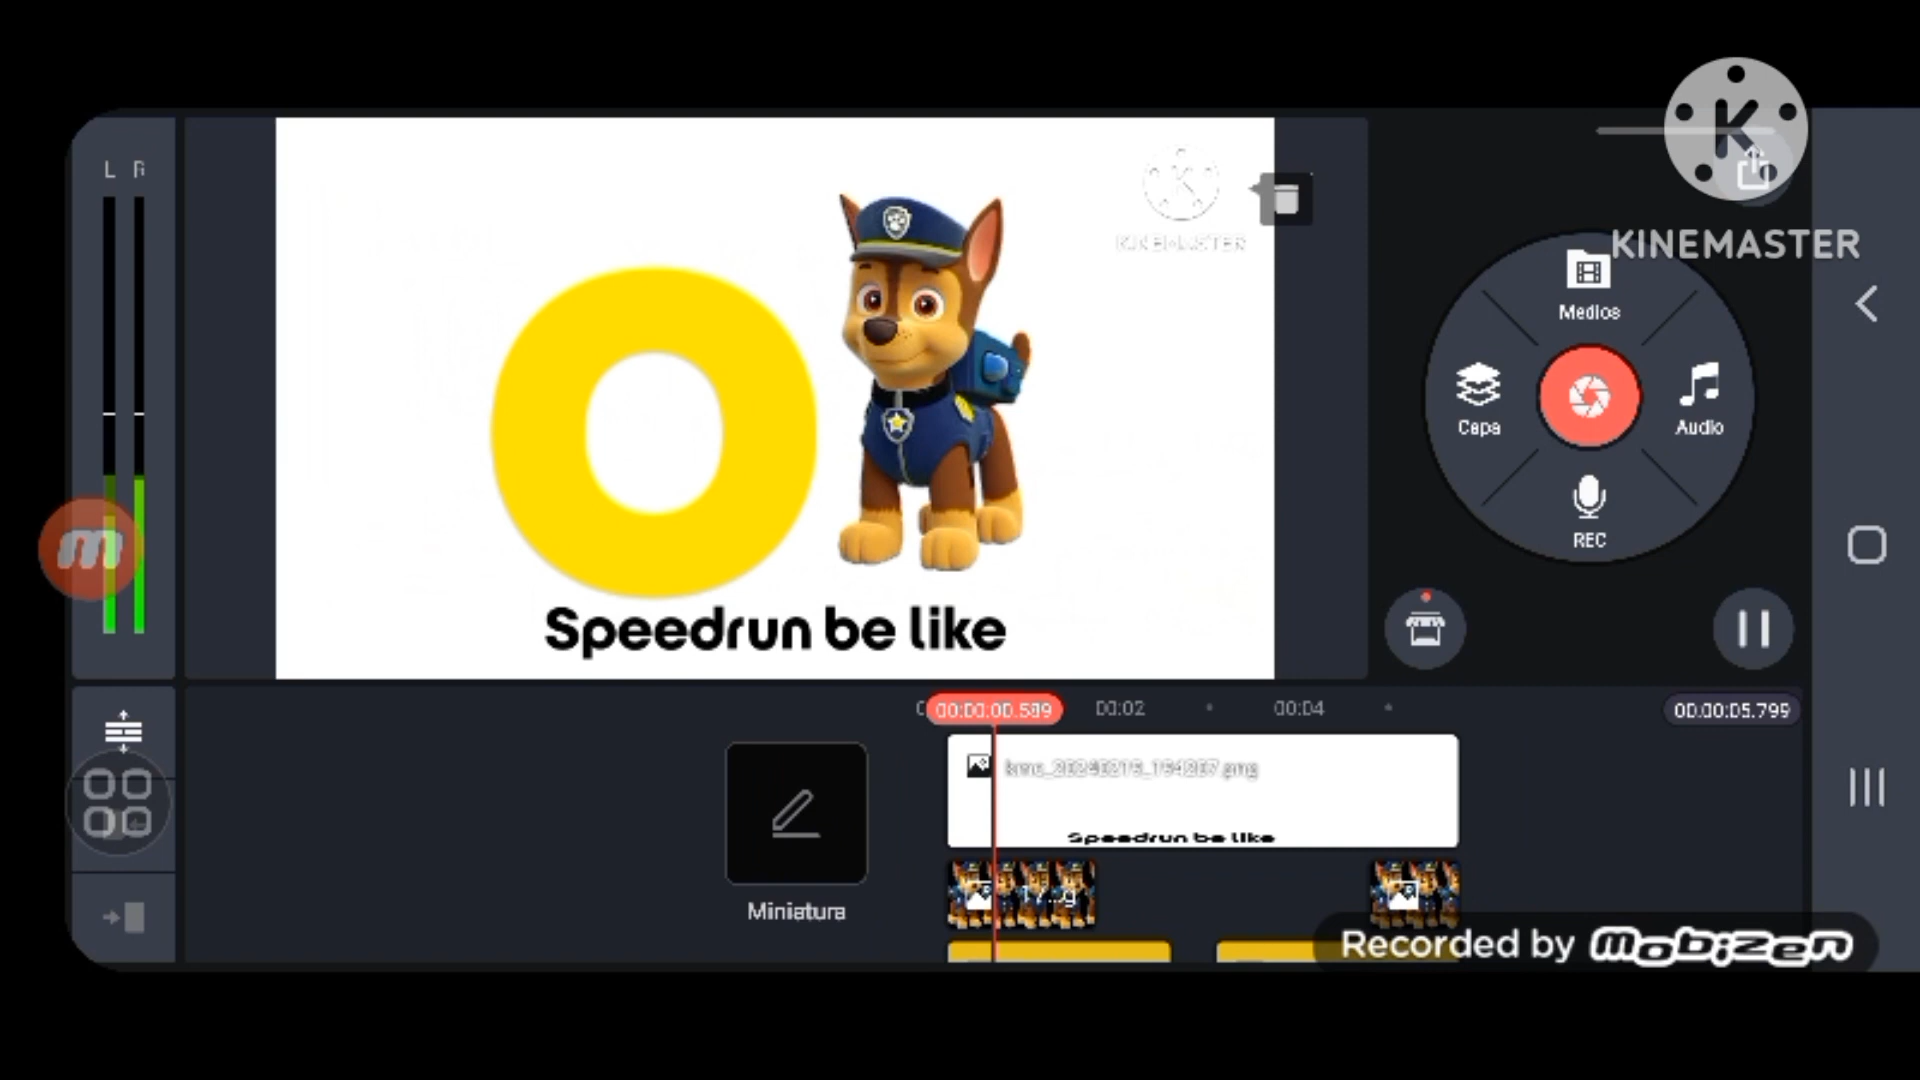 L R
KINEMASTER
KINEMASTER
Medios
Capa
Audio
REC
O
Speedrun be like
00:00:00.589
00:02
00:04
00:00:05.799
Speedrun be like
Miniatura
Recorded by mobizen